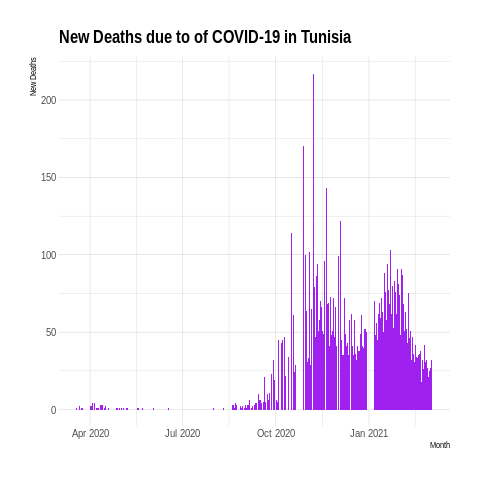 New Deaths due to of COVID-19 in Tunisia
New Deaths
200
150
100
50
0
Apr 2020 Jul 2020 Oct 2020 Jan 2021
Month